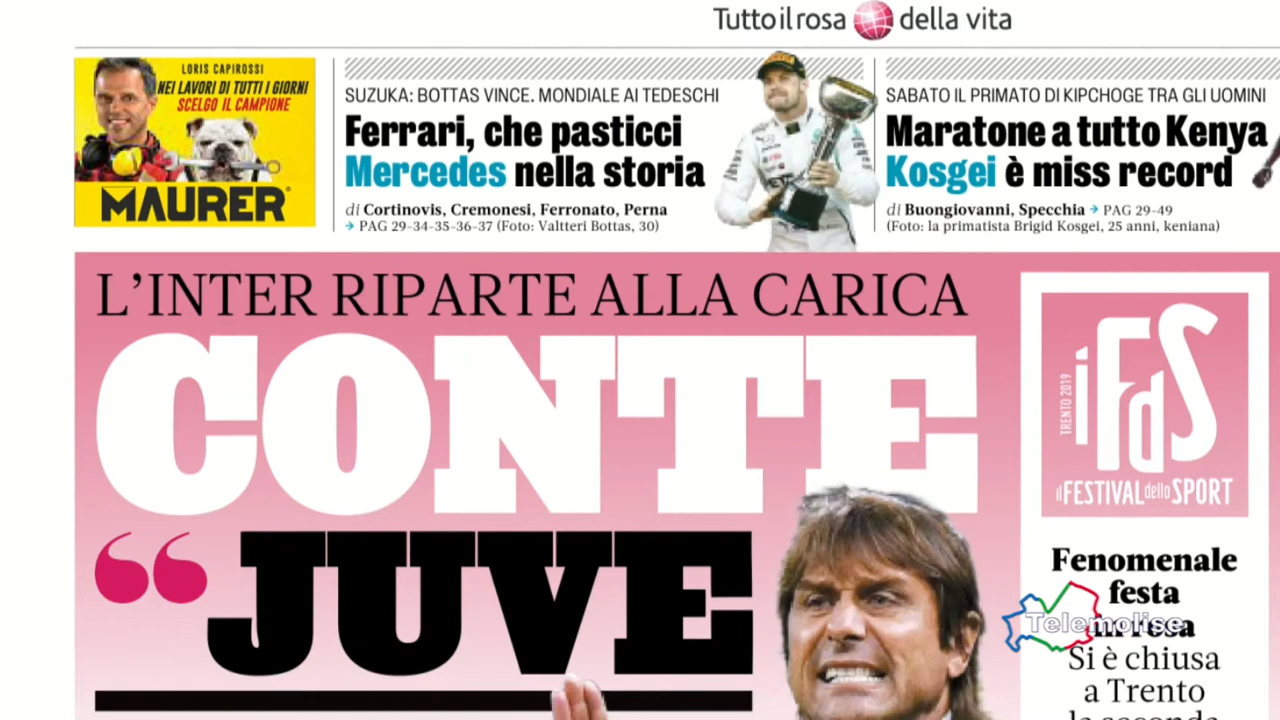 Tutto il rosa della vita
LORIS CAPIROSSI
NEI LAVORI DI TUTTI I GIORNI
SCELGO IL CAMPIONE
MAURER
SUZUKA: BOTTAS VINCE. MONDIALE AI TEDESCHI
Ferrari, che pasticci
Mercedes nella storia
di Cortinovis, Cremonesi, Ferronato, Perna
→ PAG 29-34-35-36-37 (Foto: Valtteri Bottas, 30)
SABATO IL PRIMATO DI KIPCHOGE TRA GLI UOMINI
Maratone a tutto Kenya
Kosgei è miss record
di Buongiovanni, Specchia → PAG 29-49
(Foto: la primatista Brigid Kosgei, 25 anni, keniana)
L'INTER RIPARTE ALLA CARICA
CONTE
“JUVE
TRENTO 2019
iFdS
il FESTIVAL dello SPORT
Fenomenale
festa
in rosa
Telemolise
Si è chiusa
a Trento
la seconda